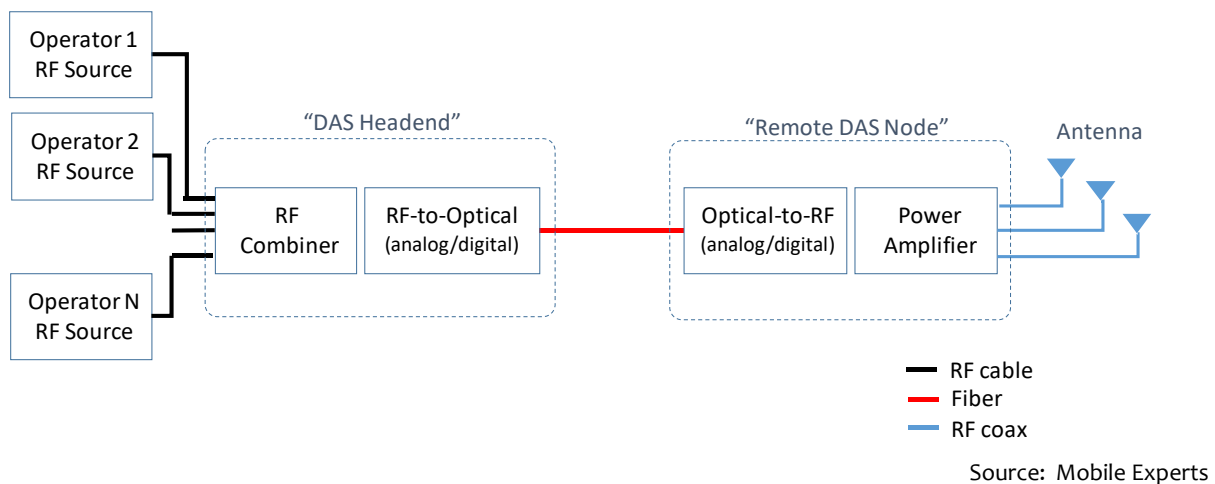 Operator 1
RF Source
Operator 2
RF Source
Operator N
RF Source
“DAS Headend”
RF
Combiner
RF-to-Optical
(analog/digital)
“Remote DAS Node”
Optical-to-RF
(analog/digital)
Power
Amplifier
Antenna
RF cable
Fiber
RF coax
Source: Mobile Experts